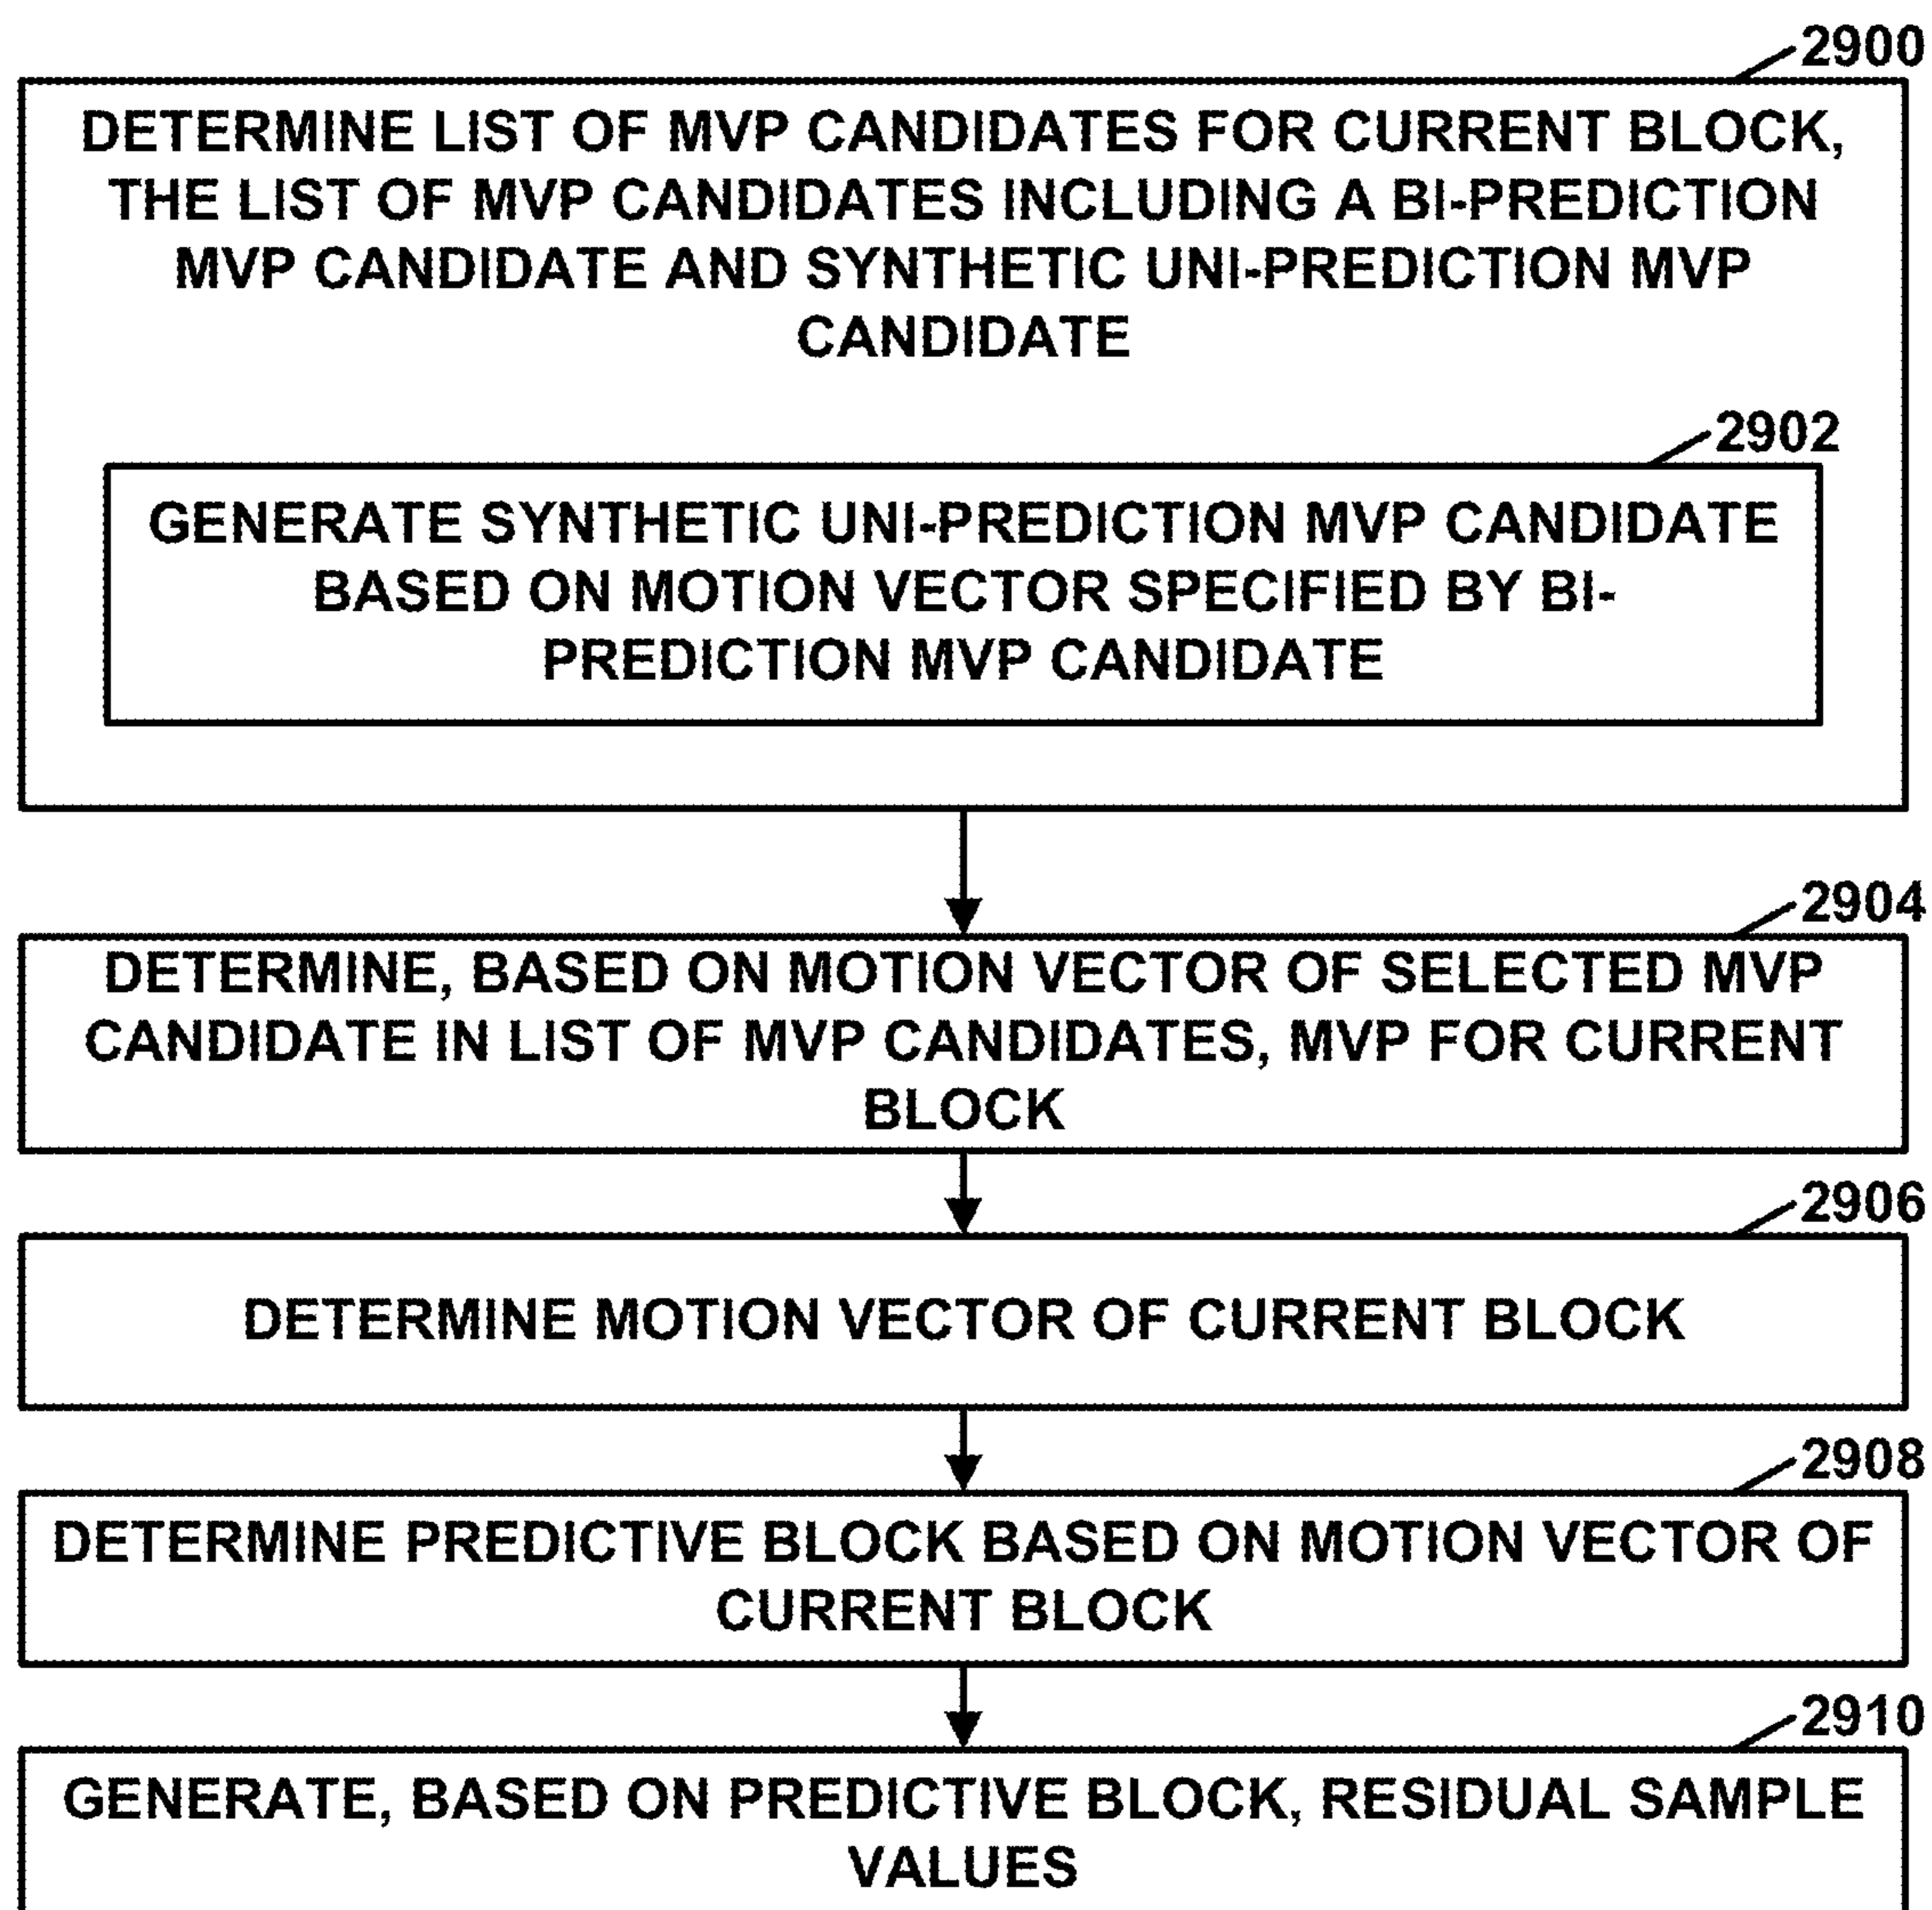 2900
DETERMINE LIST OF MVP CANDIDATES FOR CURRENT BLOCK,
THE LIST OF MVP CANDIDATES INCLUDING A BI-PREDICTION
MVP CANDIDATE AND SYNTHETIC UNI-PREDICTION MVP
CANDIDATE
2902
GENERATE SYNTHETIC UNI-PREDICTION MVP CANDIDATE
BASED ON MOTION VECTOR SPECIFIED BY BI-
PREDICTION MVP CANDIDATE
2904
DETERMINE, BASED ON MOTION VECTOR OF SELECTED MVP
CANDIDATE IN LIST OF MVP CANDIDATES, MVP FOR CURRENT
BLOCK
2906
DETERMINE MOTION VECTOR OF CURRENT BLOCK
2908
DETERMINE PREDICTIVE BLOCK BASED ON MOTION VECTOR OF
CURRENT BLOCK
2910
GENERATE, BASED ON PREDICTIVE BLOCK, RESIDUAL SAMPLE
VALUES